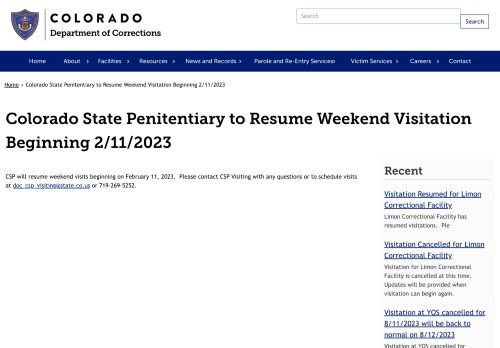 COLORADO
Department of Corrections
Search
Search
Home
About
Facilities
Resources
News and Records
Parole and Re-Entry Services
Victim Services
Careers
Contact
Home › Colorado State Penitentiary to Resume Weekend Visitation Beginning 2/11/2023
Colorado State Penitentiary to Resume Weekend Visitation
Beginning 2/11/2023
CSP will resume weekend visits beginning on February 11, 2023. Please contact CSP Visiting with any questions or to schedule visits
at doc_csp_visiting@state.co.us or 719-269-5252.
Recent
Visitation Resumed for Limon
Correctional Facility
Limon Correctional Facility has
resumed visitations. Ple
Visitation Cancelled for Limon
Correctional Facility
Visitation for Limon Correctional
Facility is cancelled at this time.
Updates will be provided when
visitation can begin again.
Visitation at YOS cancelled for
8/11/2023 will be back to
normal on 8/12/2023
Visitation at YOS cancelled for